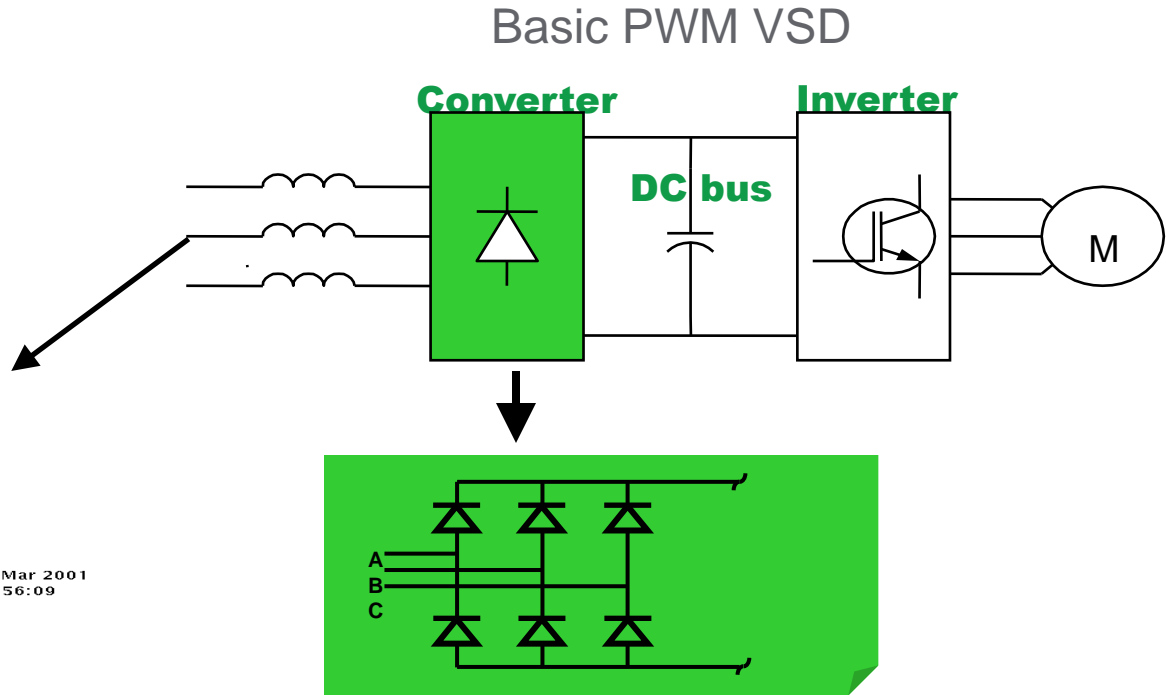 Basic PWM VSD
Converter
Inverter
DC bus
M
A
B
C
Mar 2001
56:09